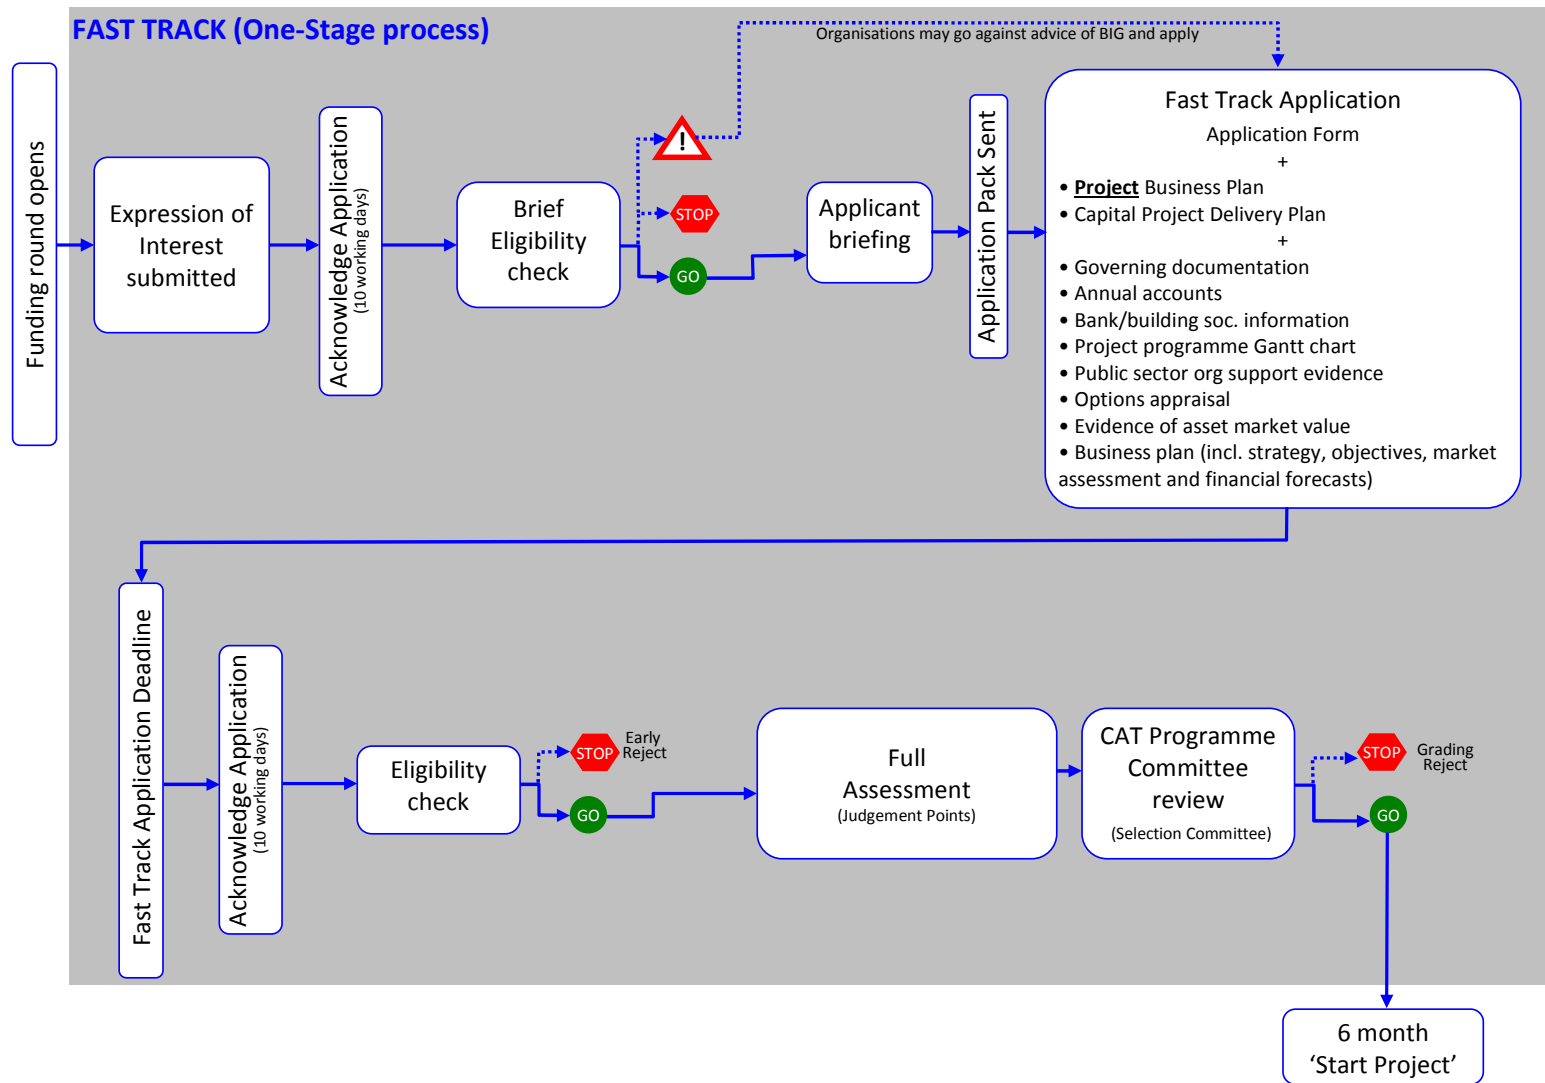 FAST TRACK (One-Stage process)
Organisations may go against advice of BIG and apply
Funding round opens
Expression of
Interest
submitted
Acknowledge Application
(10 working days)
Brief
Eligibility
check
!
STOP
GO
Applicant
briefing
Application Pack Sent
Fast Track Application
Application Form
+
• Project Business Plan
• Capital Project Delivery Plan
+
• Governing documentation
• Annual accounts
• Bank/building soc. information
• Project programme Gantt chart
• Public sector org support evidence
• Options appraisal
• Evidence of asset market value
• Business plan (incl. strategy, objectives, market
assessment and financial forecasts)
Fast Track Application Deadline
Acknowledge Application
(10 working days)
Eligibility
check
STOP
Early
Reject
GO
Full
Assessment
(Judgement Points)
CAT Programme
Committee
review
(Selection Committee)
STOP
Grading
Reject
GO
6 month
‘Start Project’